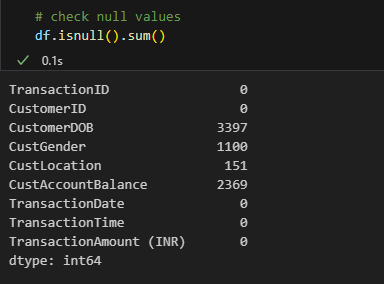 # check null values
df.isnull().sum()
✓ 0.1s
TransactionID 0
CustomerID 0
CustomerDOB 3397
CustGender 1100
CustLocation 151
CustAccountBalance 2369
TransactionDate 0
TransactionTime 0
TransactionAmount (INR) 0
dtype: int64